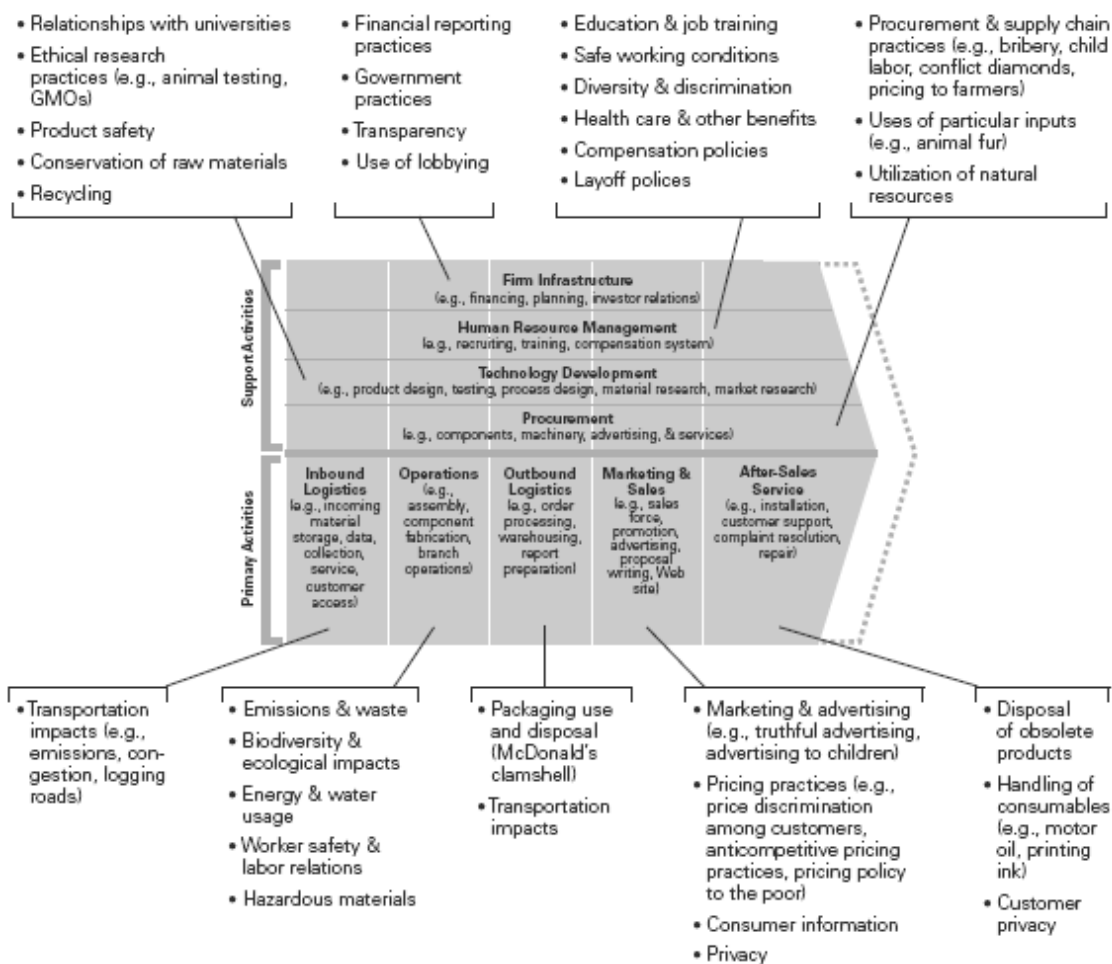 • Relationships with universities
• Ethical research
practices (e.g., animal testing,
GMOs)
• Product safety
• Conservation of raw materials
• Recycling
• Financial reporting
practices
• Government
practices
• Transparency
• Use of lobbying
• Education & job training
• Safe working conditions
• Diversity & discrimination
• Health care & other benefits
• Compensation policies
• Layoff polices
• Procurement & supply chain
practices (e.g., bribery, child
labor, conflict diamonds,
pricing to farmers)
• Uses of particular inputs
(e.g., animal fur)
• Utilization of natural
resources
Support Activities
Firm Infrastructure
(e.g., financing, planning, investor relations)
Human Resource Management
(e.g., recruiting, training, compensation system)
Technology Development
(e.g., product design, testing, process design, material research, market research)
Procurement
(e.g., components, machinery, advertising, & services)
Primary Activities
Inbound
Logistics
(e.g., incoming
material
storage, data,
collection,
service,
customer
access)
Operations
(e.g.,
assembly,
component
fabrication,
branch
operations)
Outbound
Logistics
(e.g., order
processing,
warehousing,
report
preparation)
Marketing &
Sales
(e.g., sales
force,
promotion,
advertising,
proposal
writing, Web
site)
After-Sales
Service
(e.g., installation,
customer support,
complaint resolution,
repair)
• Transportation
impacts (e.g.,
emissions, con-
gestion, logging
roads)
• Emissions & waste
• Biodiversity &
ecological impacts
• Energy & water
usage
• Worker safety &
labor relations
• Hazardous materials
• Packaging use
and disposal
(McDonald's
clamshell)
• Transportation
impacts
• Marketing & advertising
(e.g., truthful advertising,
advertising to children)
• Pricing practices (e.g.,
price discrimination
among customers,
anticompetitive pricing
practices, pricing policy
to the poor)
• Consumer information
• Privacy
• Disposal
of obsolete
products
• Handling of
consumables
(e.g., motor
oil, printing
ink)
• Customer
privacy